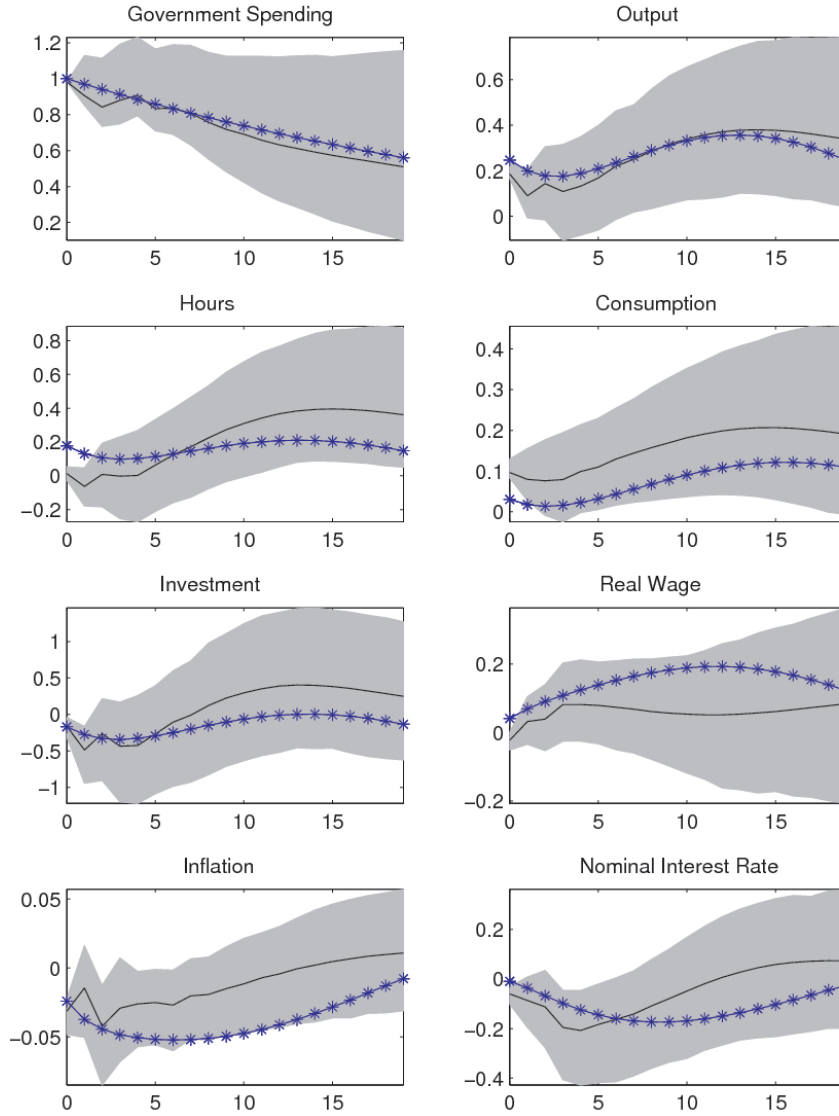 Government Spending
1.2
1
0.8
0.6
0.4
0.2
0 5 10 15
Output
0.6
0.4
0.2
0
0 5 10 15
Hours
0.8
0.6
0.4
0.2
0
−0.2
0 5 10 15
Consumption
0.4
0.3
0.2
0.1
0
0 5 10 15
Investment
1
0.5
0
−0.5
−1
0 5 10 15
Real Wage
0.2
0
−0.2
0 5 10 15
Inflation
0.05
0
−0.05
0 5 10 15
Nominal Interest Rate
0.2
0
−0.2
−0.4
0 5 10 15